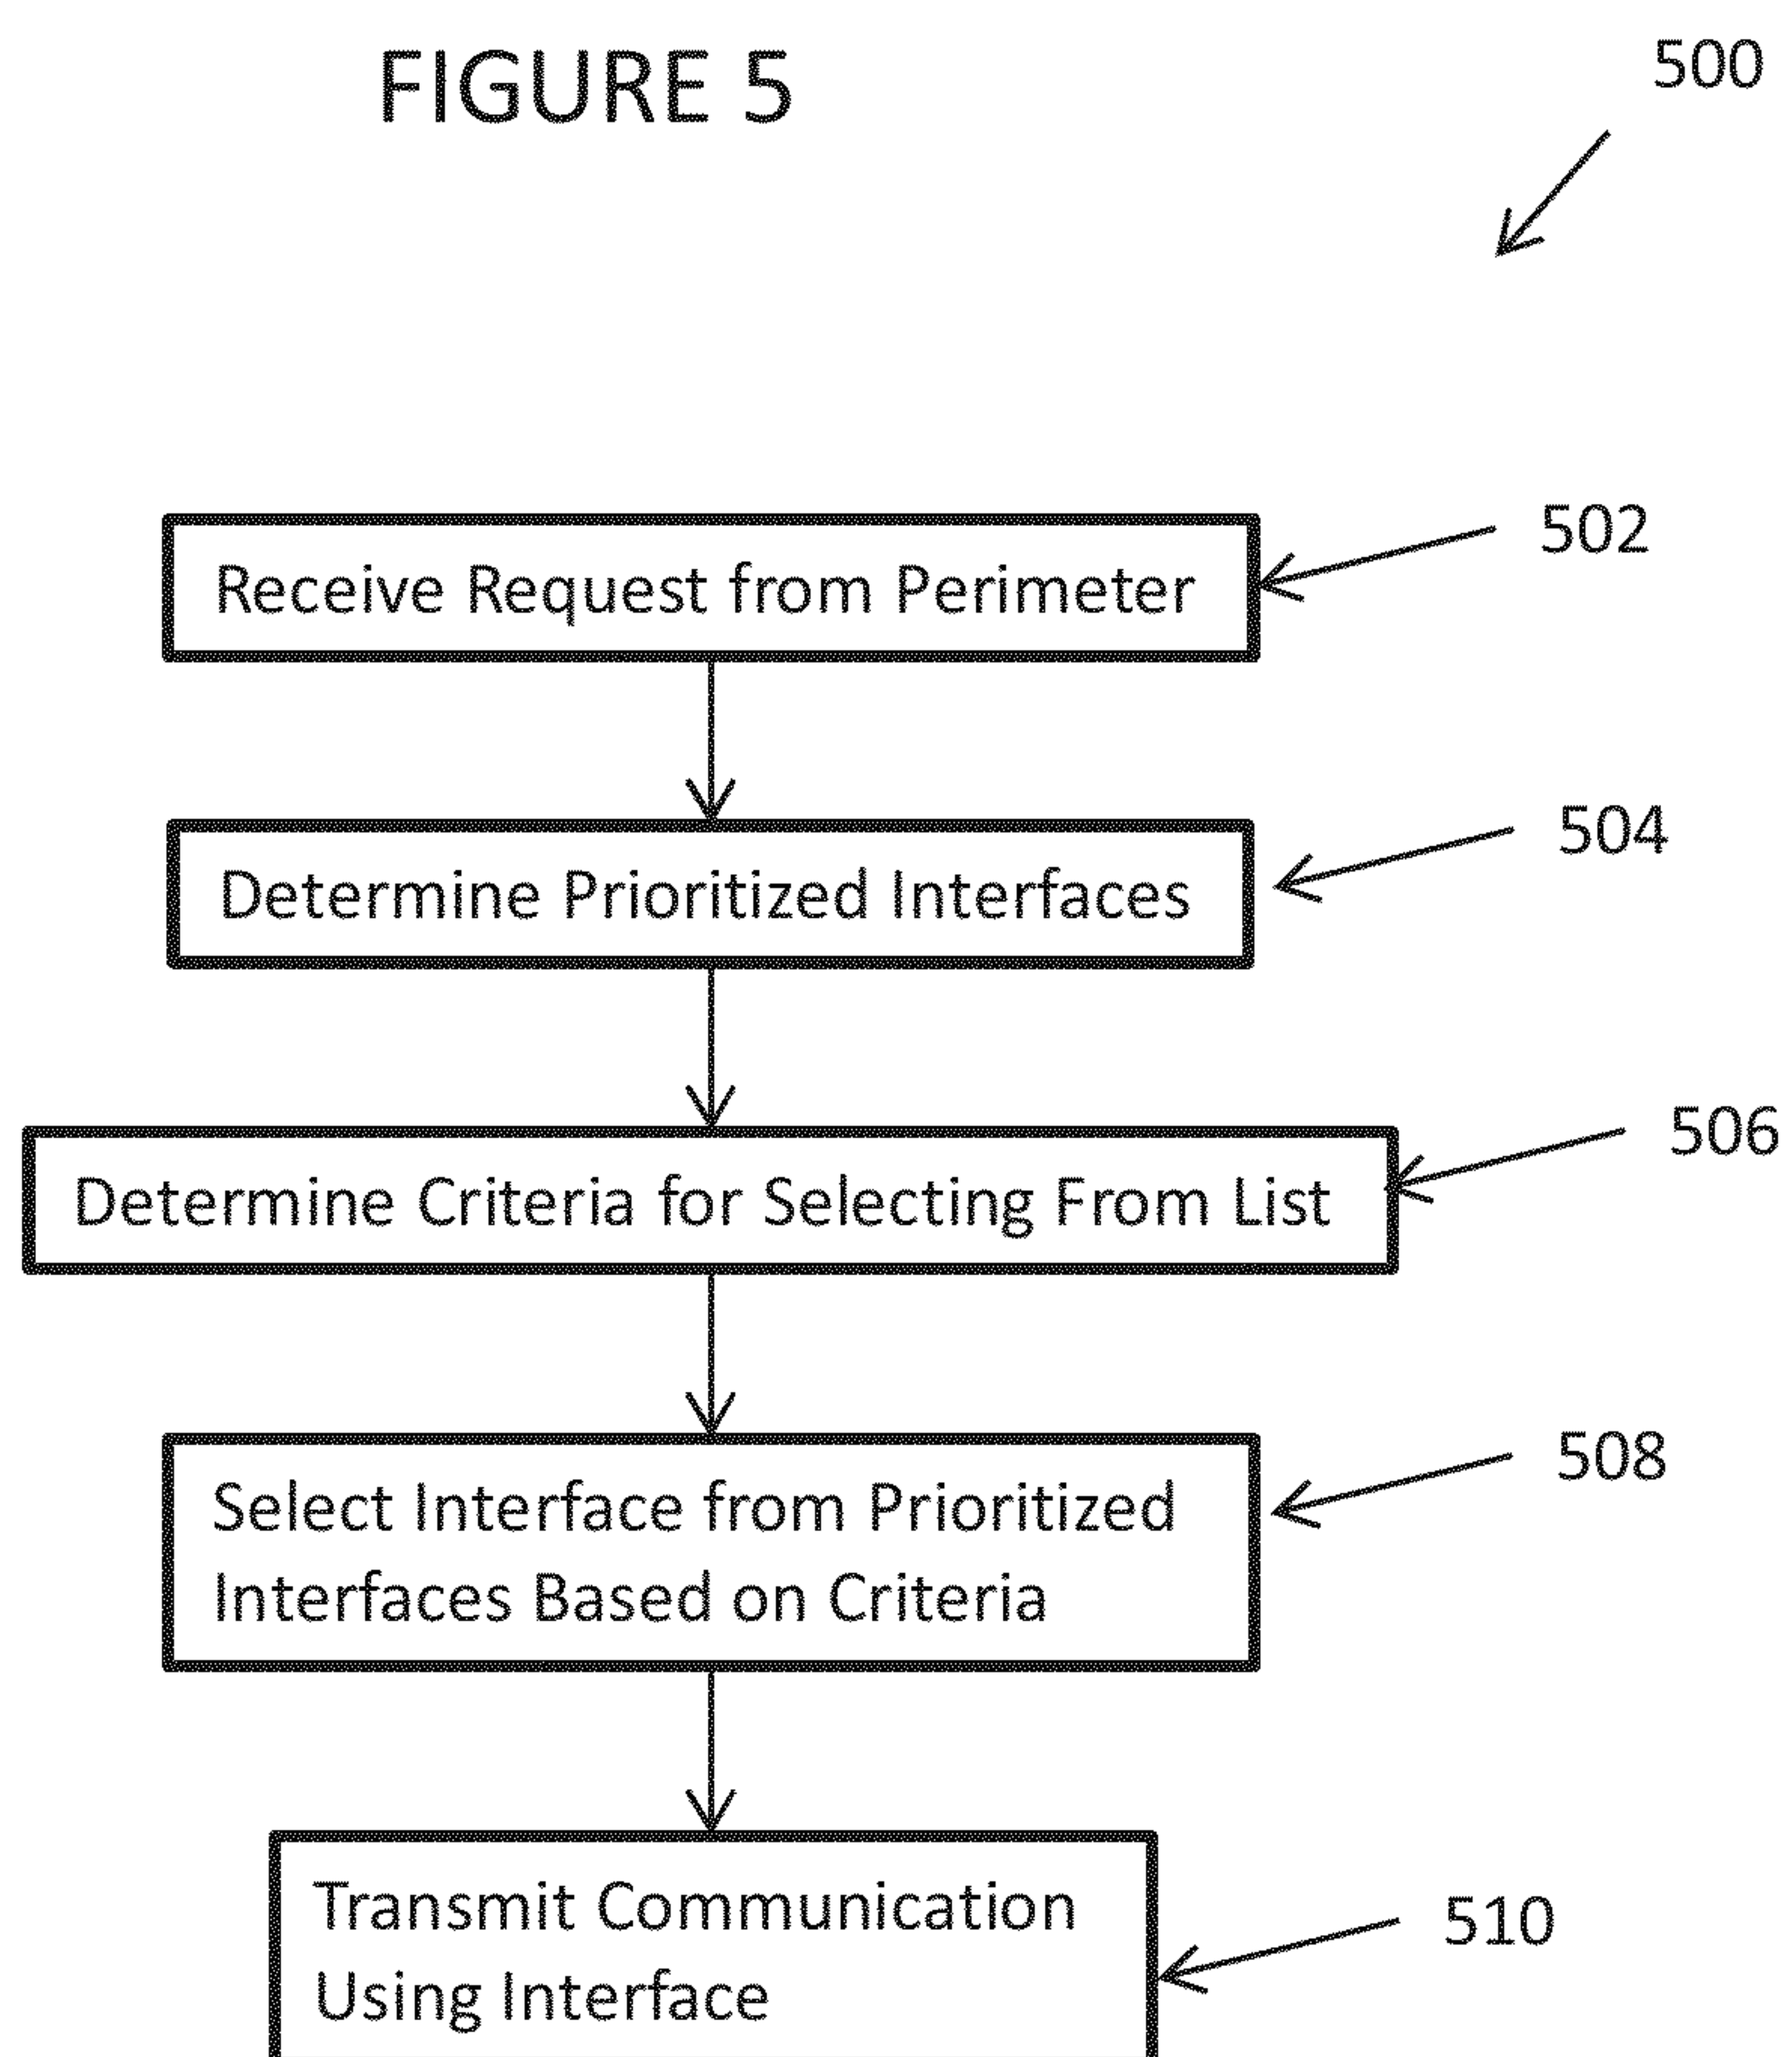 FIGURE 5
500
Receive Request from Perimeter
502
Determine Prioritized Interfaces
504
Determine Criteria for Selecting From List
506
Select Interface from Prioritized
Interfaces Based on Criteria
508
Transmit Communication
Using Interface
510